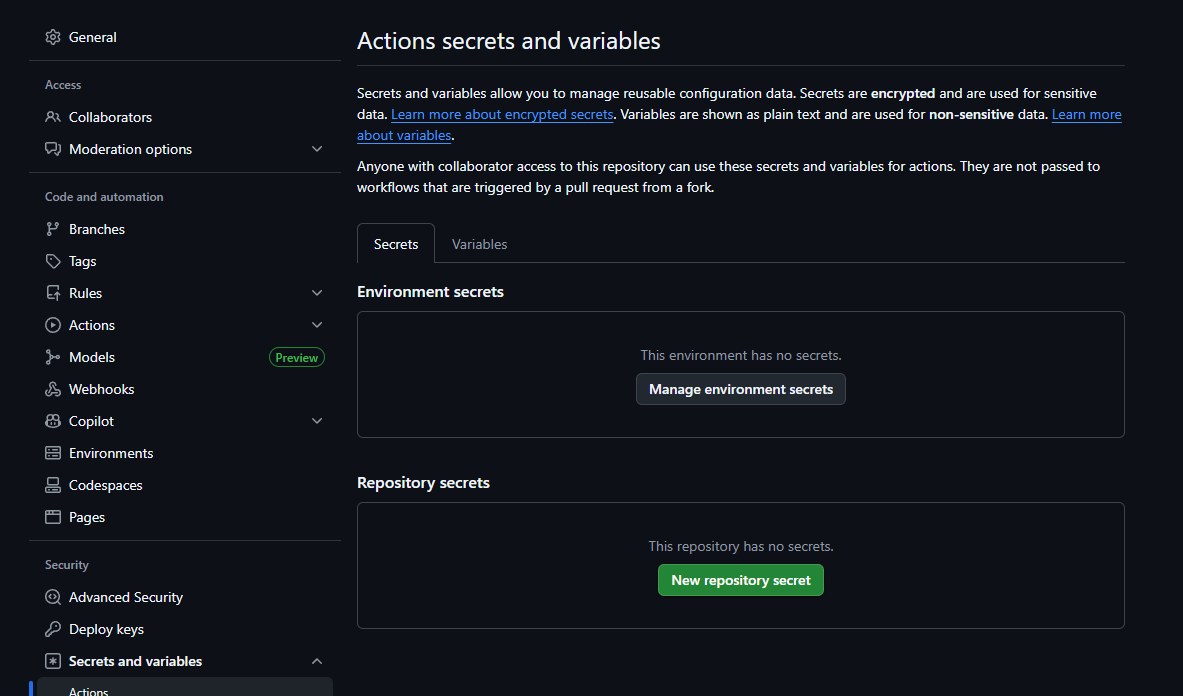 General
Access
Collaborators
Moderation options
Code and automation
Branches
Tags
Rules
Actions
Models Preview
Webhooks
Copilot
Environments
Codespaces
Pages
Security
Advanced Security
Deploy keys
Secrets and variables
Actions
Actions secrets and variables
Secrets and variables allow you to manage reusable configuration data. Secrets are encrypted and are used for sensitive
data. Learn more about encrypted secrets. Variables are shown as plain text and are used for non-sensitive data. Learn more
about variables.
Anyone with collaborator access to this repository can use these secrets and variables for actions. They are not passed to
workflows that are triggered by a pull request from a fork.
Secrets Variables
Environment secrets
This environment has no secrets.
Manage environment secrets
Repository secrets
This repository has no secrets.
New repository secret